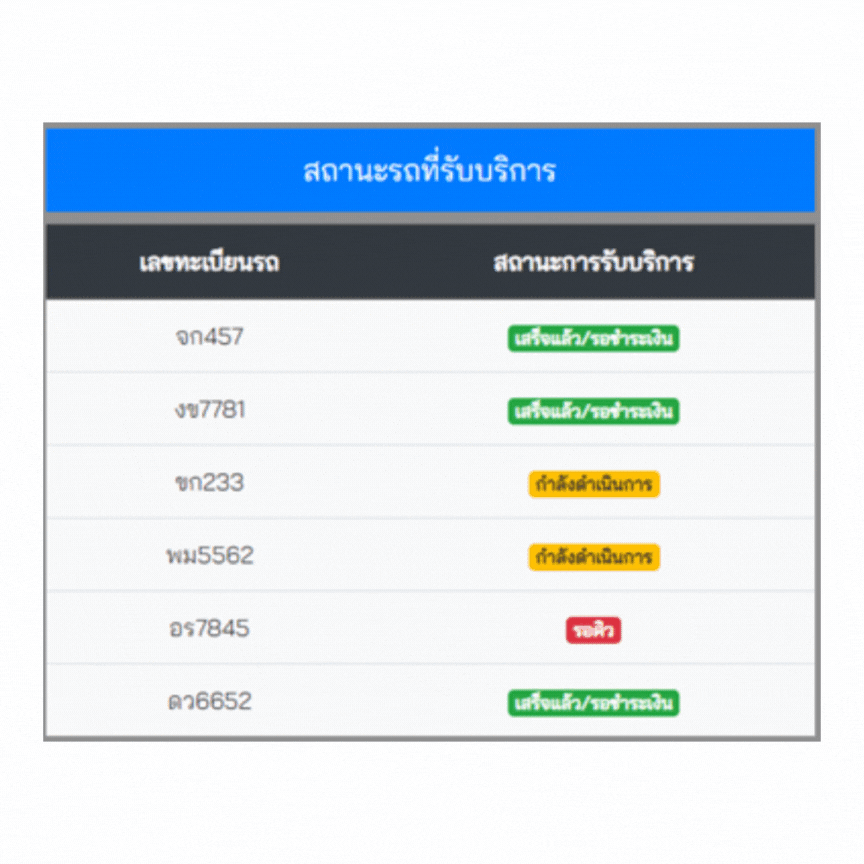 สถานะรถที่รับบริการ
เลขทะเบียนรถ สถานะการรับบริการ
จก457 เสร็จแล้ว/รอชำระเงิน
งข7781 เสร็จแล้ว/รอชำระเงิน
ขก233 กำลังดำเนินการ
พม5562 กำลังดำเนินการ
อร7845 รอคิว
ดว6652 เสร็จแล้ว/รอชำระเงิน